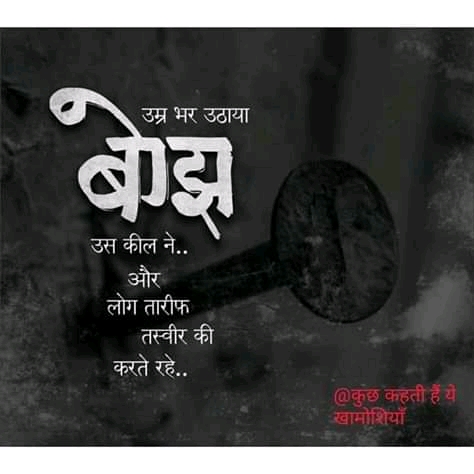 उम्र भर उठाया
बोझ
उस कील ने..
और
लोग तारीफ
तस्वीर की
करते रहे..
@कुछ कहती हैं ये
खामोशियाँ